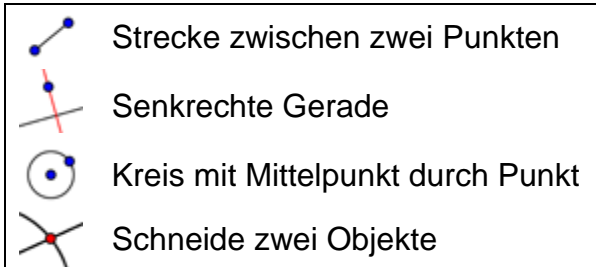 Strecke zwischen zwei Punkten
Senkrechte Gerade
Kreis mit Mittelpunkt durch Punkt
Schneide zwei Objekte